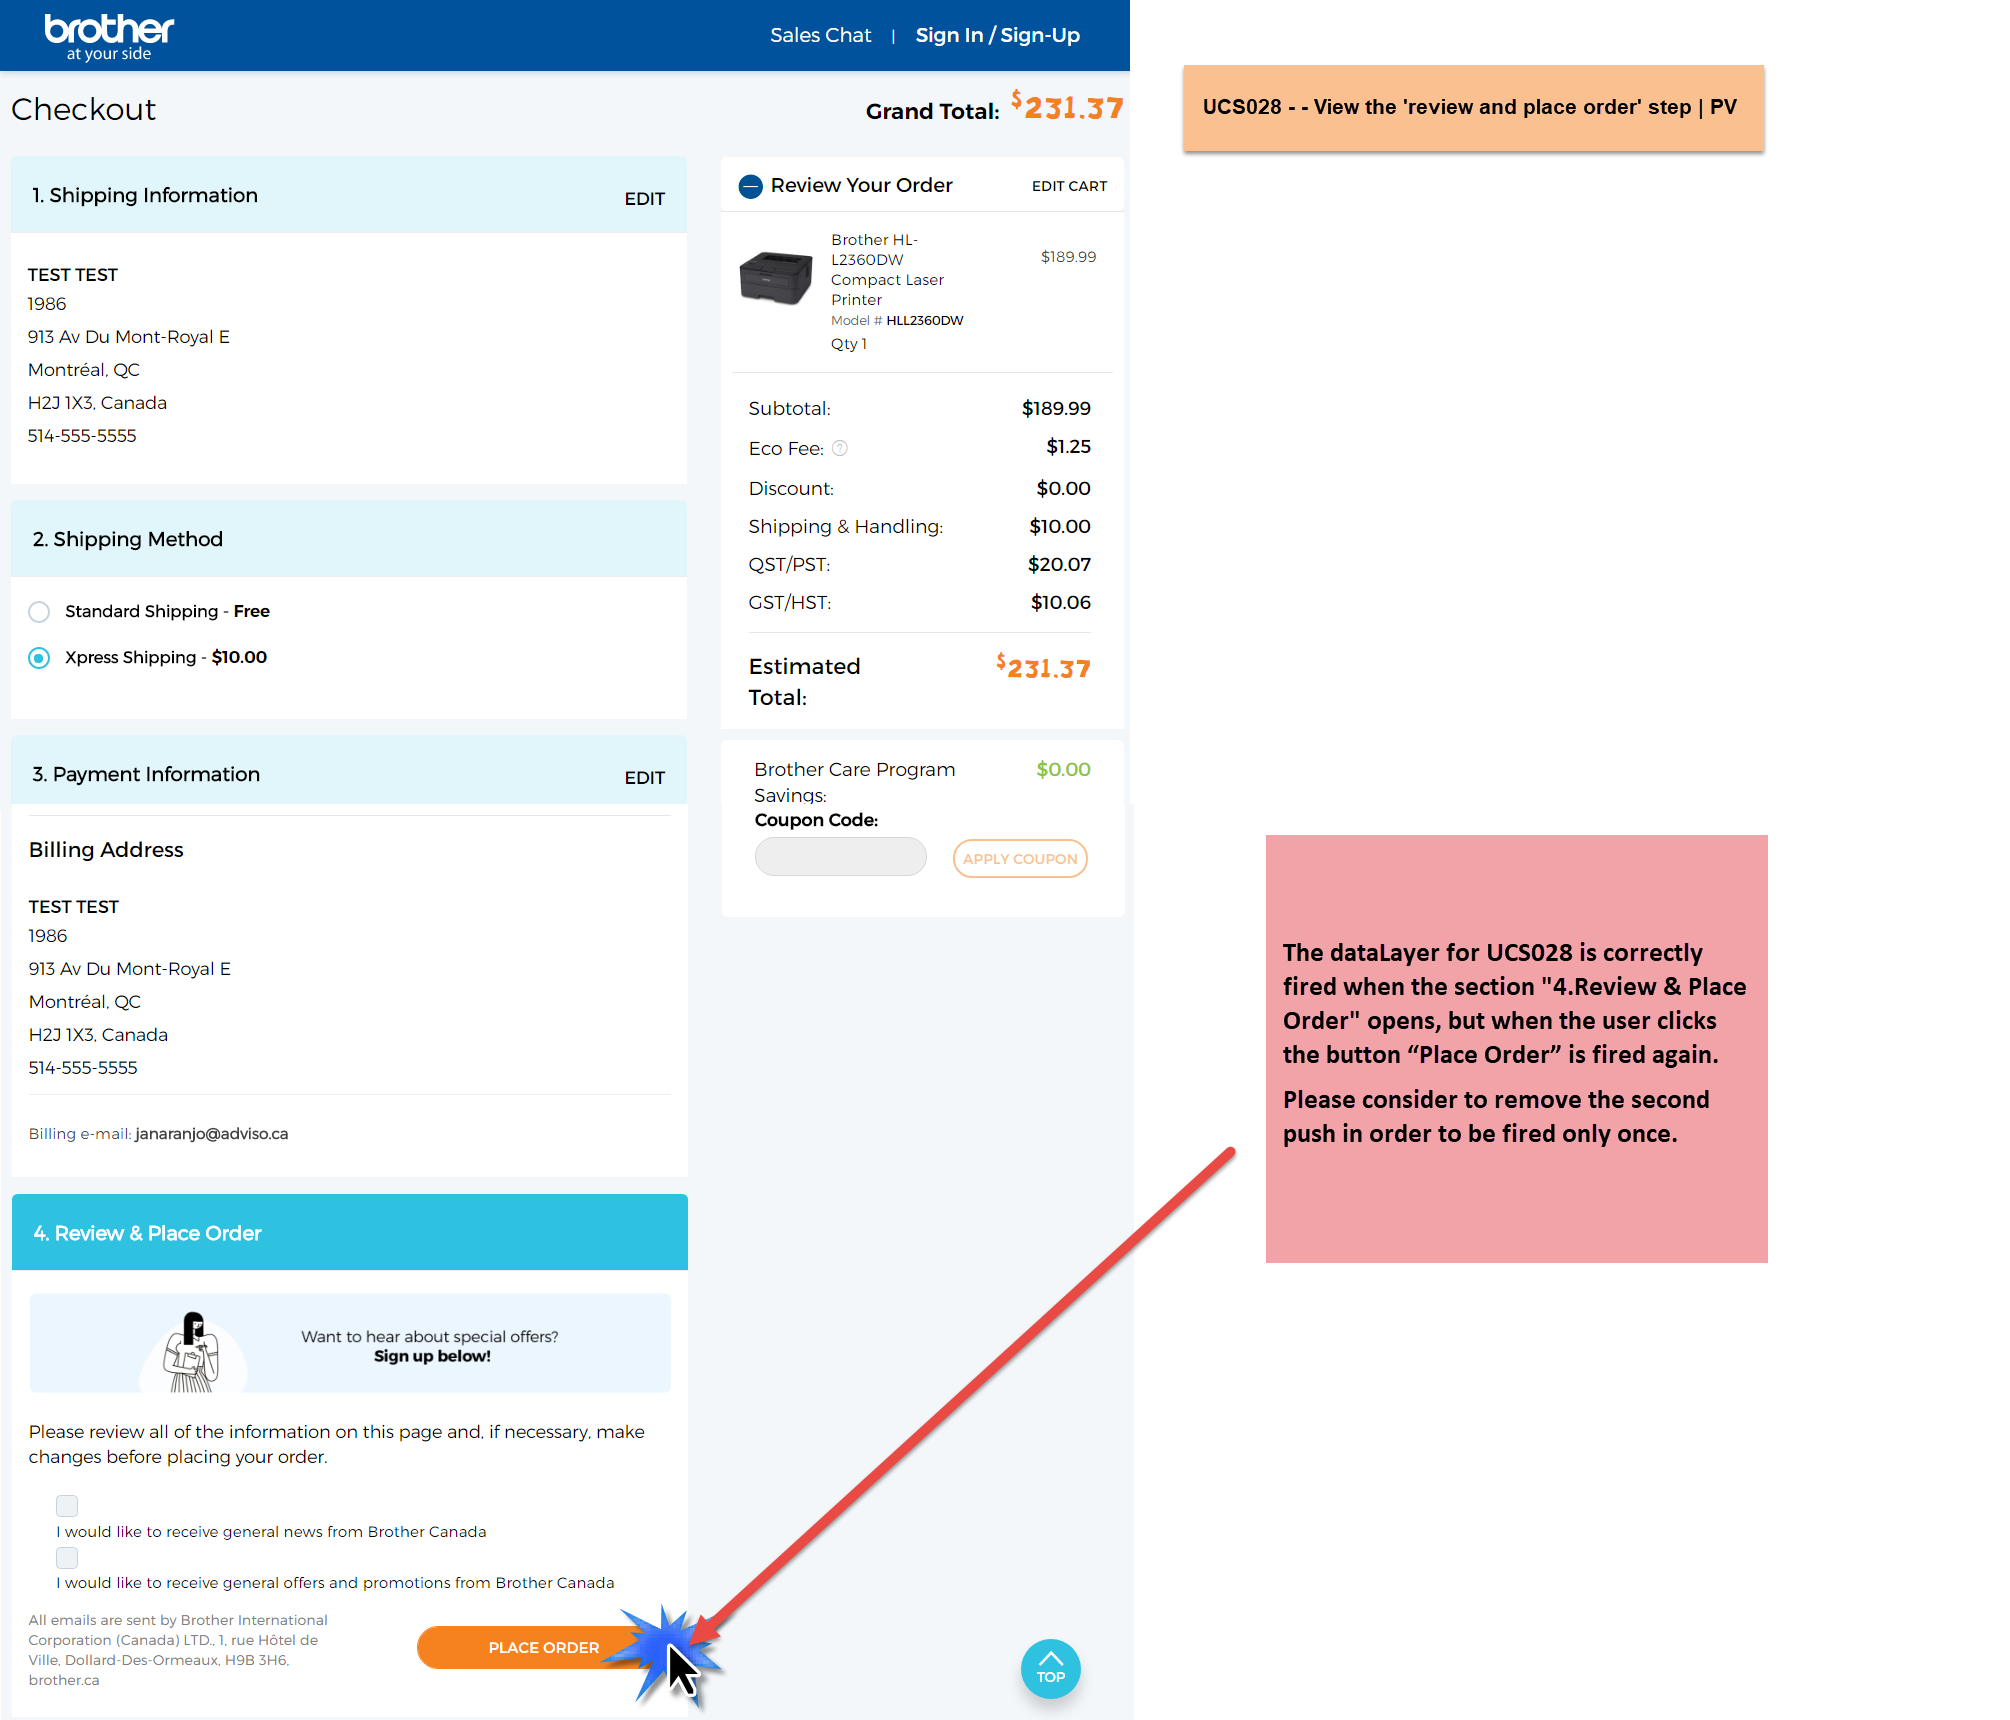 brother
at your side
Sales Chat | Sign In / Sign-Up
Checkout
Grand Total: $231.37
1. Shipping Information
EDIT
TEST TEST
1986
913 Av Du Mont-Royal E
Montréal, QC
H2J 1X3, Canada
514-555-5555
2. Shipping Method
Standard Shipping - Free
Xpress Shipping - $10.00
3. Payment Information
EDIT
Billing Address
TEST TEST
1986
913 Av Du Mont-Royal E
Montréal, QC
H2J 1X3, Canada
514-555-5555
Billing e-mail: janaranjo@adviso.ca
4. Review & Place Order
Want to hear about special offers?
Sign up below!
Please review all of the information on this page and, if necessary, make
changes before placing your order.
I would like to receive general news from Brother Canada
I would like to receive general offers and promotions from Brother Canada
All emails are sent by Brother International
Corporation (Canada) LTD., 1, rue Hôtel de
Ville, Dollard-Des-Ormeaux, H9B 3H6,
brother.ca
PLACE ORDER
Review Your Order
EDIT CART
Brother HL-
L2360DW
Compact Laser
Printer
$189.99
Model # HLL2360DW
Qty 1
Subtotal: $189.99
Eco Fee: ? $1.25
Discount: $0.00
Shipping & Handling: $10.00
QST/PST: $20.07
GST/HST: $10.06
Estimated
Total:
$231.37
Brother Care Program
Savings:
$0.00
Coupon Code:
APPLY COUPON
TOP
UCS028 - - View the 'review and place order' step | PV
The dataLayer for UCS028 is correctly
fired when the section "4.Review & Place
Order" opens, but when the user clicks
the button “Place Order” is fired again.
Please consider to remove the second
push in order to be fired only once.